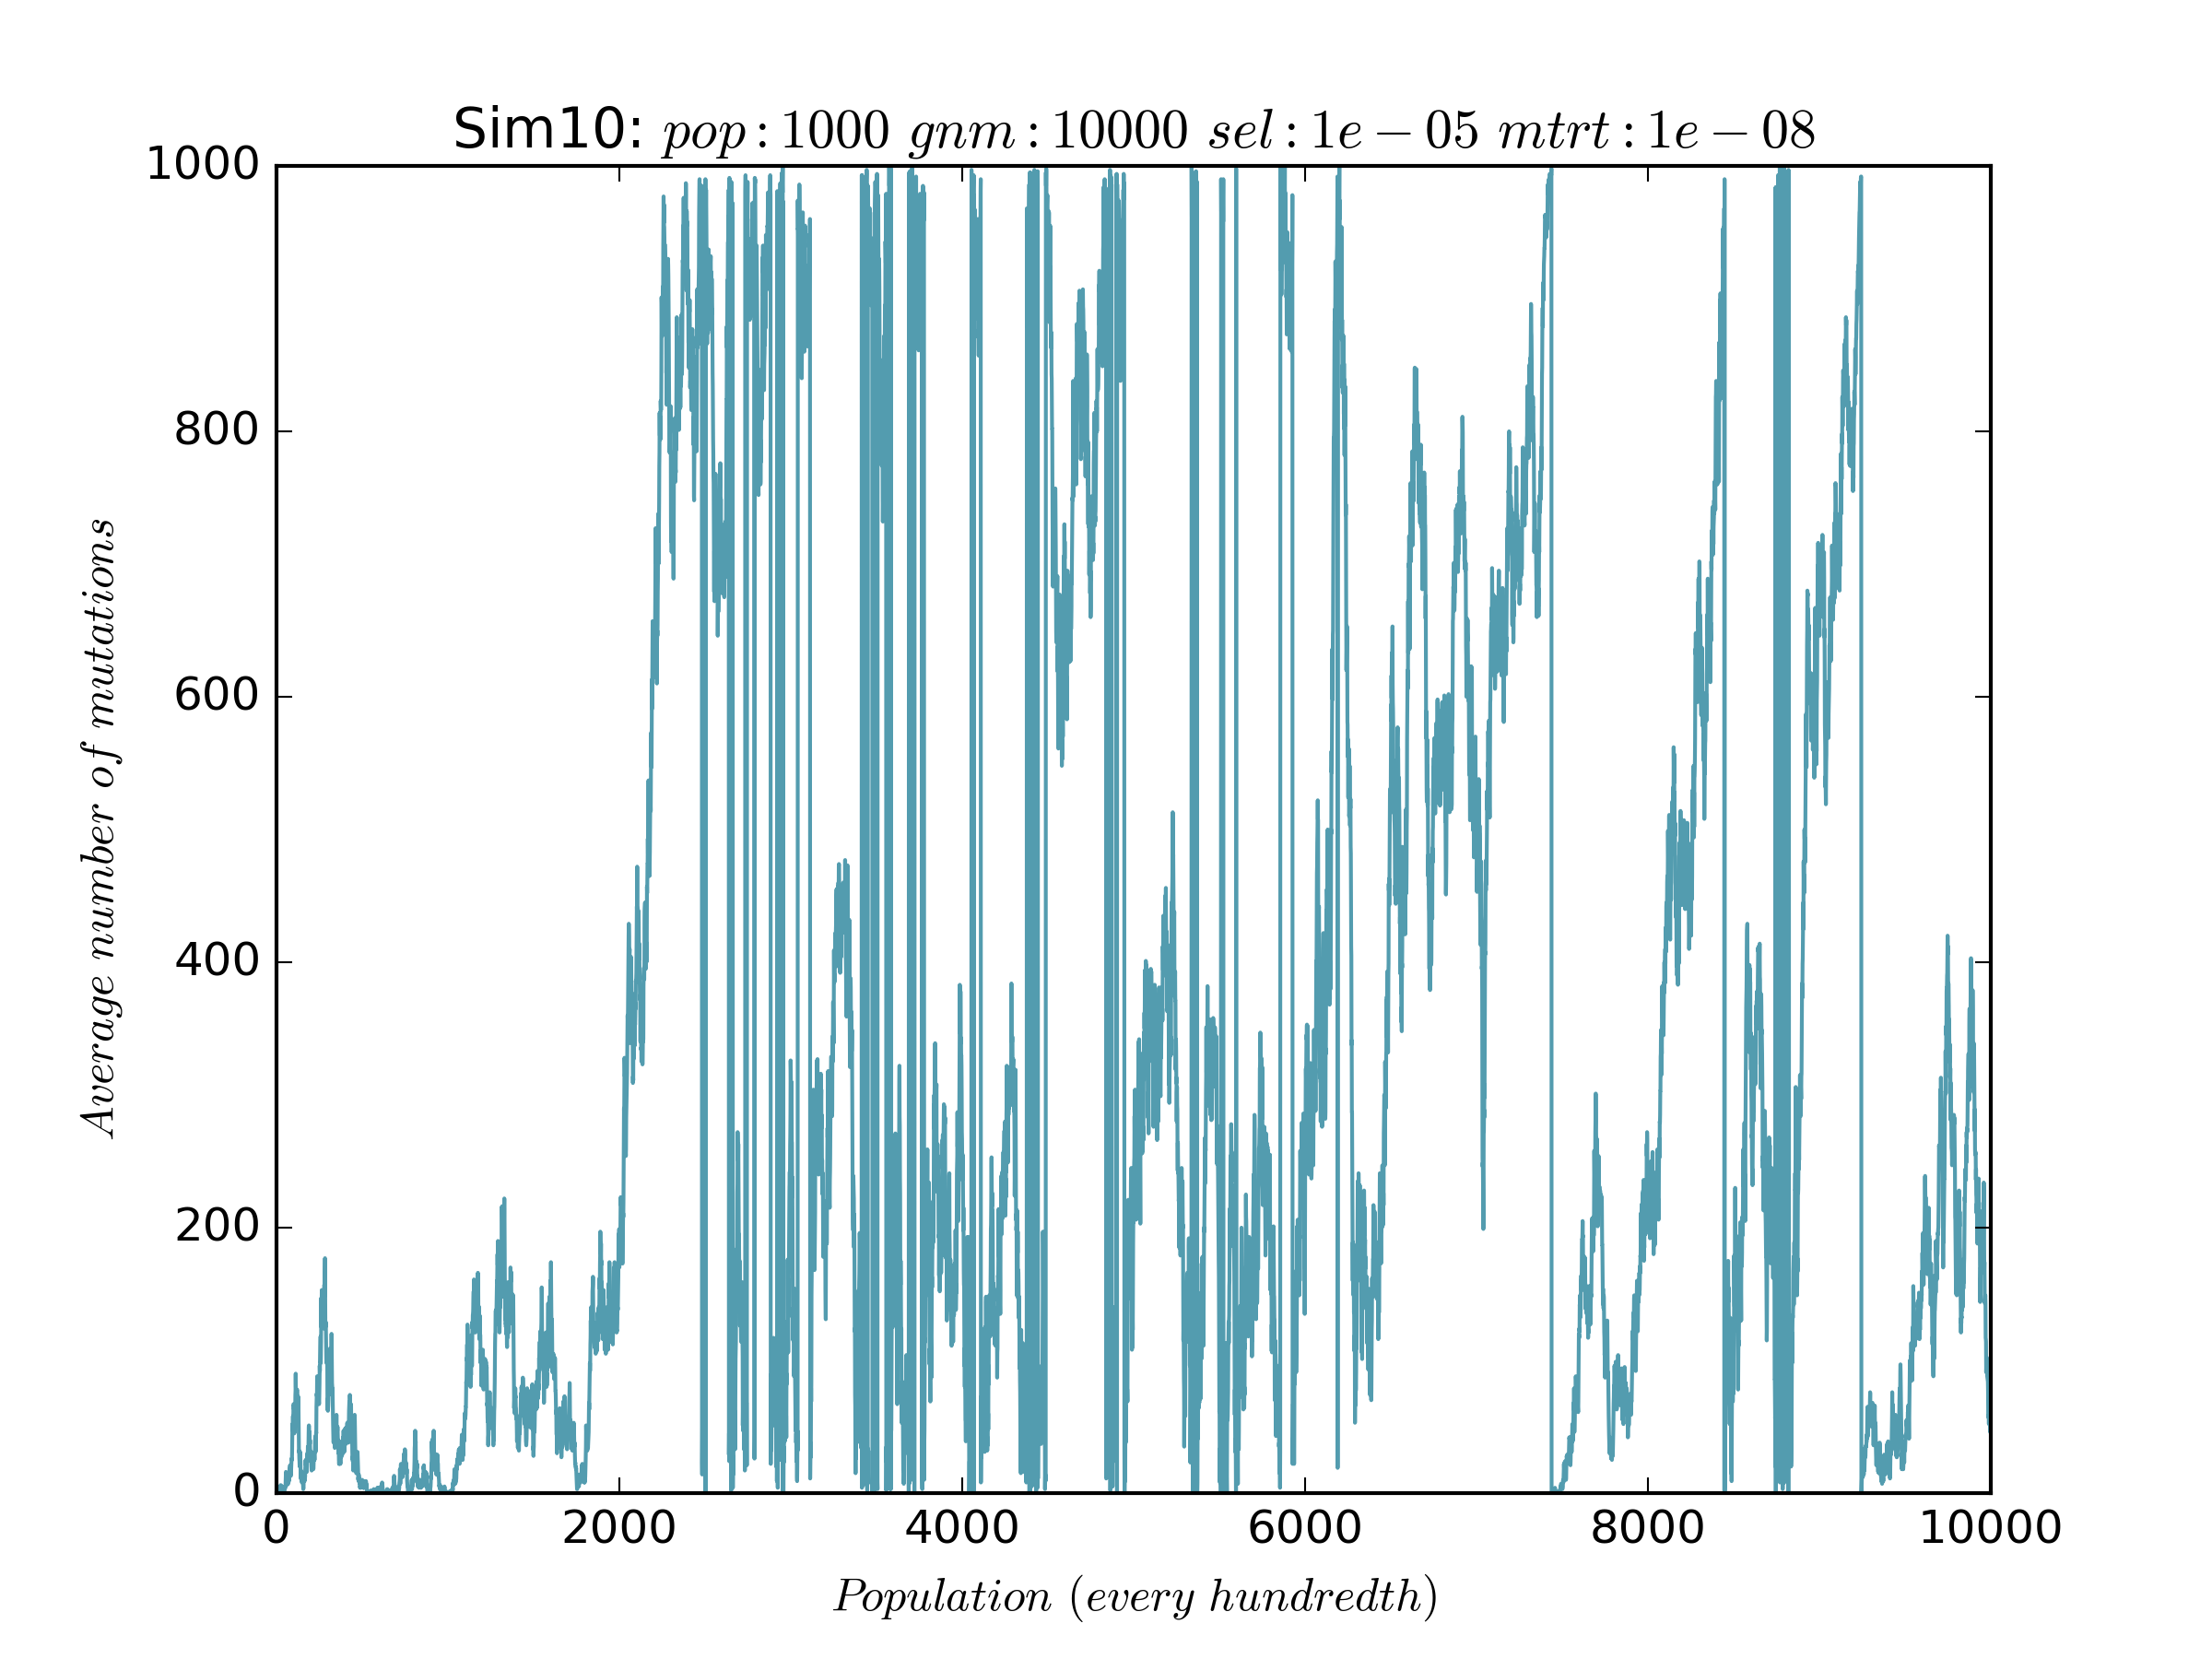 Sim10: pop : 1000 gnm : 10000 sel : 1e − 05 mtrt : 1e − 08
1000
800
600
400
200
0
Average number of mutations
0 2000 4000 6000 8000 10000
Population (every hundredth)